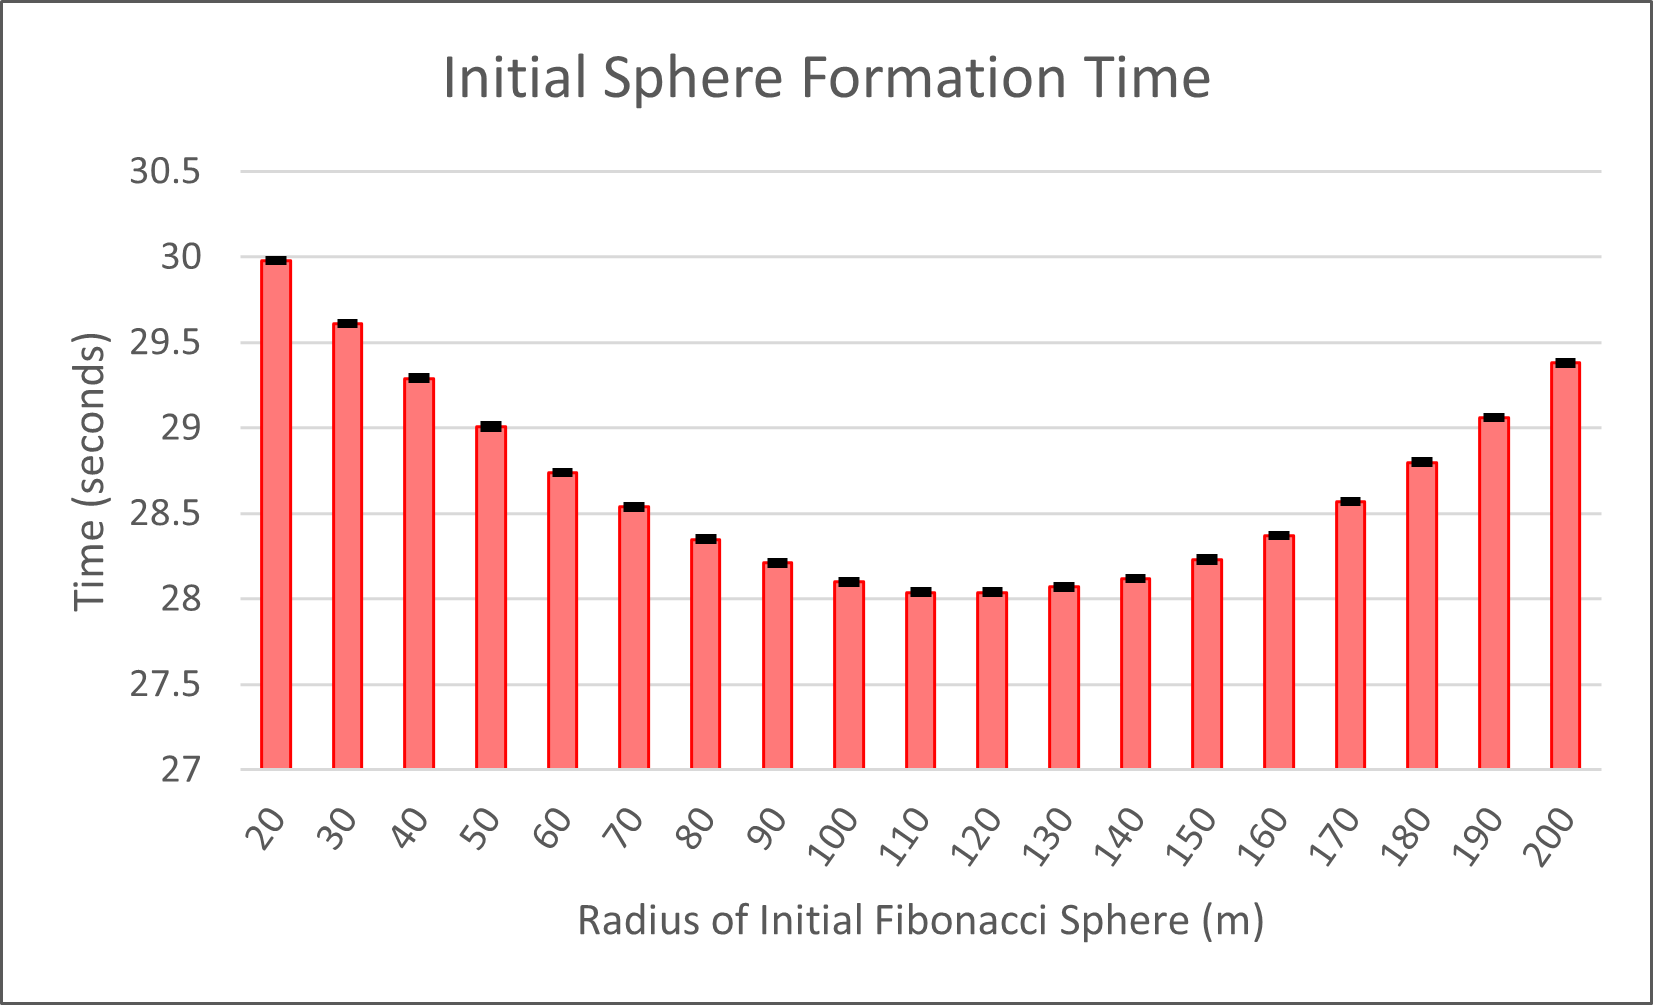 Initial Sphere Formation Time
30.5
30
29.5
29
28.5
28
27.5
27
Time (seconds)
20 30 40 50 60 70 80 90 100 110 120 130 140 150 160 170 180 190 200
Radius of Initial Fibonacci Sphere (m)